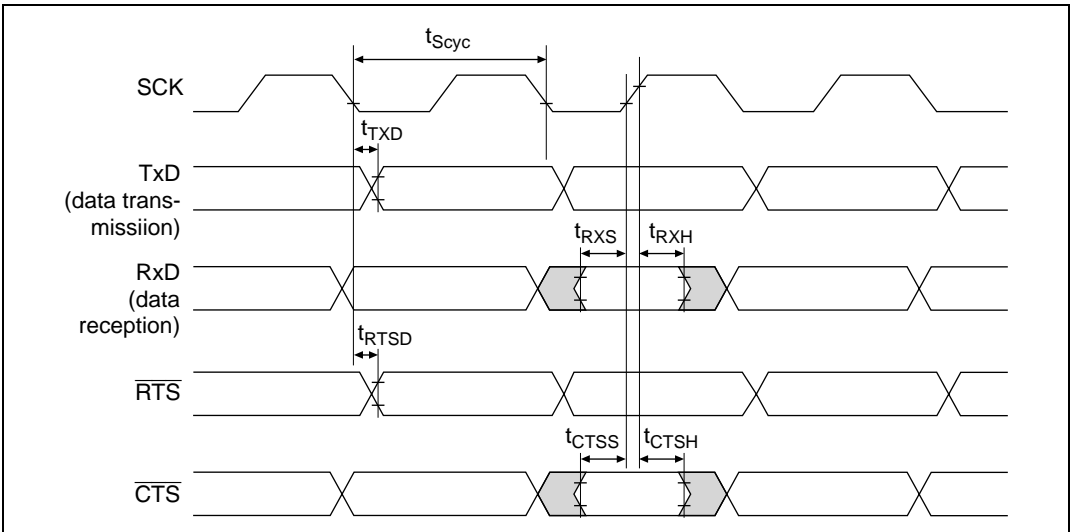 tScyc
SCK
tTXD
TxD
(data trans-
missiion)
tRXS
tRXH
RxD
(data
reception)
tRTSD
RTS
tCTSS
tCTSH
CTS